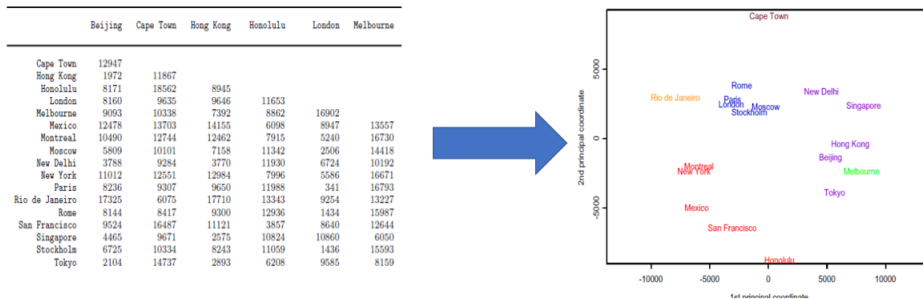 Beijing Cape Town Hong Kong Honolulu London Melbourne
Cape Town 12947
Hong Kong 1972 11867
Honolulu 8171 18562 8945
London 8160 9635 9646 11653
Melbourne 9093 10338 7392 8862 16902
Mexico 12478 13703 14155 6098 8947 13557
Montreal 10490 12744 12462 7915 5240 16730
Moscow 5809 10101 7158 11342 2506 14418
New Delhi 3788 9284 3770 11930 6724 10192
New York 11012 12551 12984 7996 5586 16671
Paris 8236 9307 9650 11988 341 16793
Rio de Janeiro 17325 6075 17710 13343 9254 13227
Rome 8144 8417 9300 12936 1434 15987
San Francisco 9524 16487 11121 3857 8640 12644
Singapore 4465 9671 2575 10824 10860 6050
Stockholm 6725 10334 8243 11059 1436 15593
Tokyo 2104 14737 2893 6208 9585 8159
Cape Town
5000
Rome
Rio de Janeiro
New Delhi
Paris
London
Moscow
Singapore
Stockholm
2nd principal coordinate
0
Hong Kong
Beijing
Montreal
New York
Melbourne
Tokyo
-5000
Mexico
San Francisco
Honolulu
-10000 -5000 0 5000 10000
1st principal coordinate